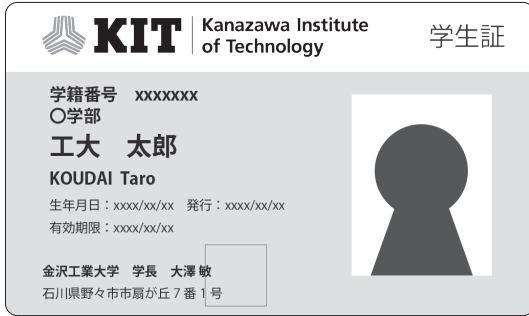 KIT Kanazawa Institute
of Technology
学生証
学籍番号 xxxxxxx
〇学部
工大 太郎
KOUDAI Taro
生年月日：xxxx/xx/xx 発行：xxxx/xx/xx
有効期限：xxxx/xx/xx
金沢工業大学 学長 大澤 敏
石川県野々市市扇が丘 7 番 1 号